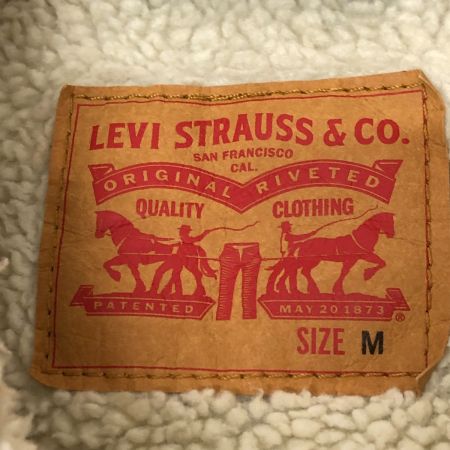 LEVI STRAUSS & CO.
SAN FRANCISCO
CAL.
ORIGINAL RIVETED
QUALITY CLOTHING
PATENTED MAY 20 1873 ®
SIZE M